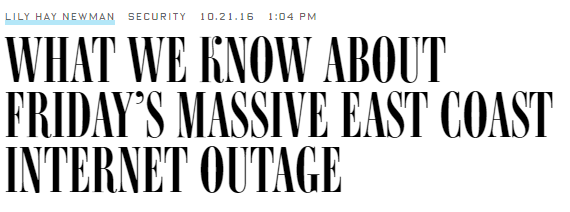 LILY HAY NEWMAN SECURITY 10.21.16 1:04 PM
WHAT WE KNOW ABOUT
FRIDAY’S MASSIVE EAST COAST
INTERNET OUTAGE